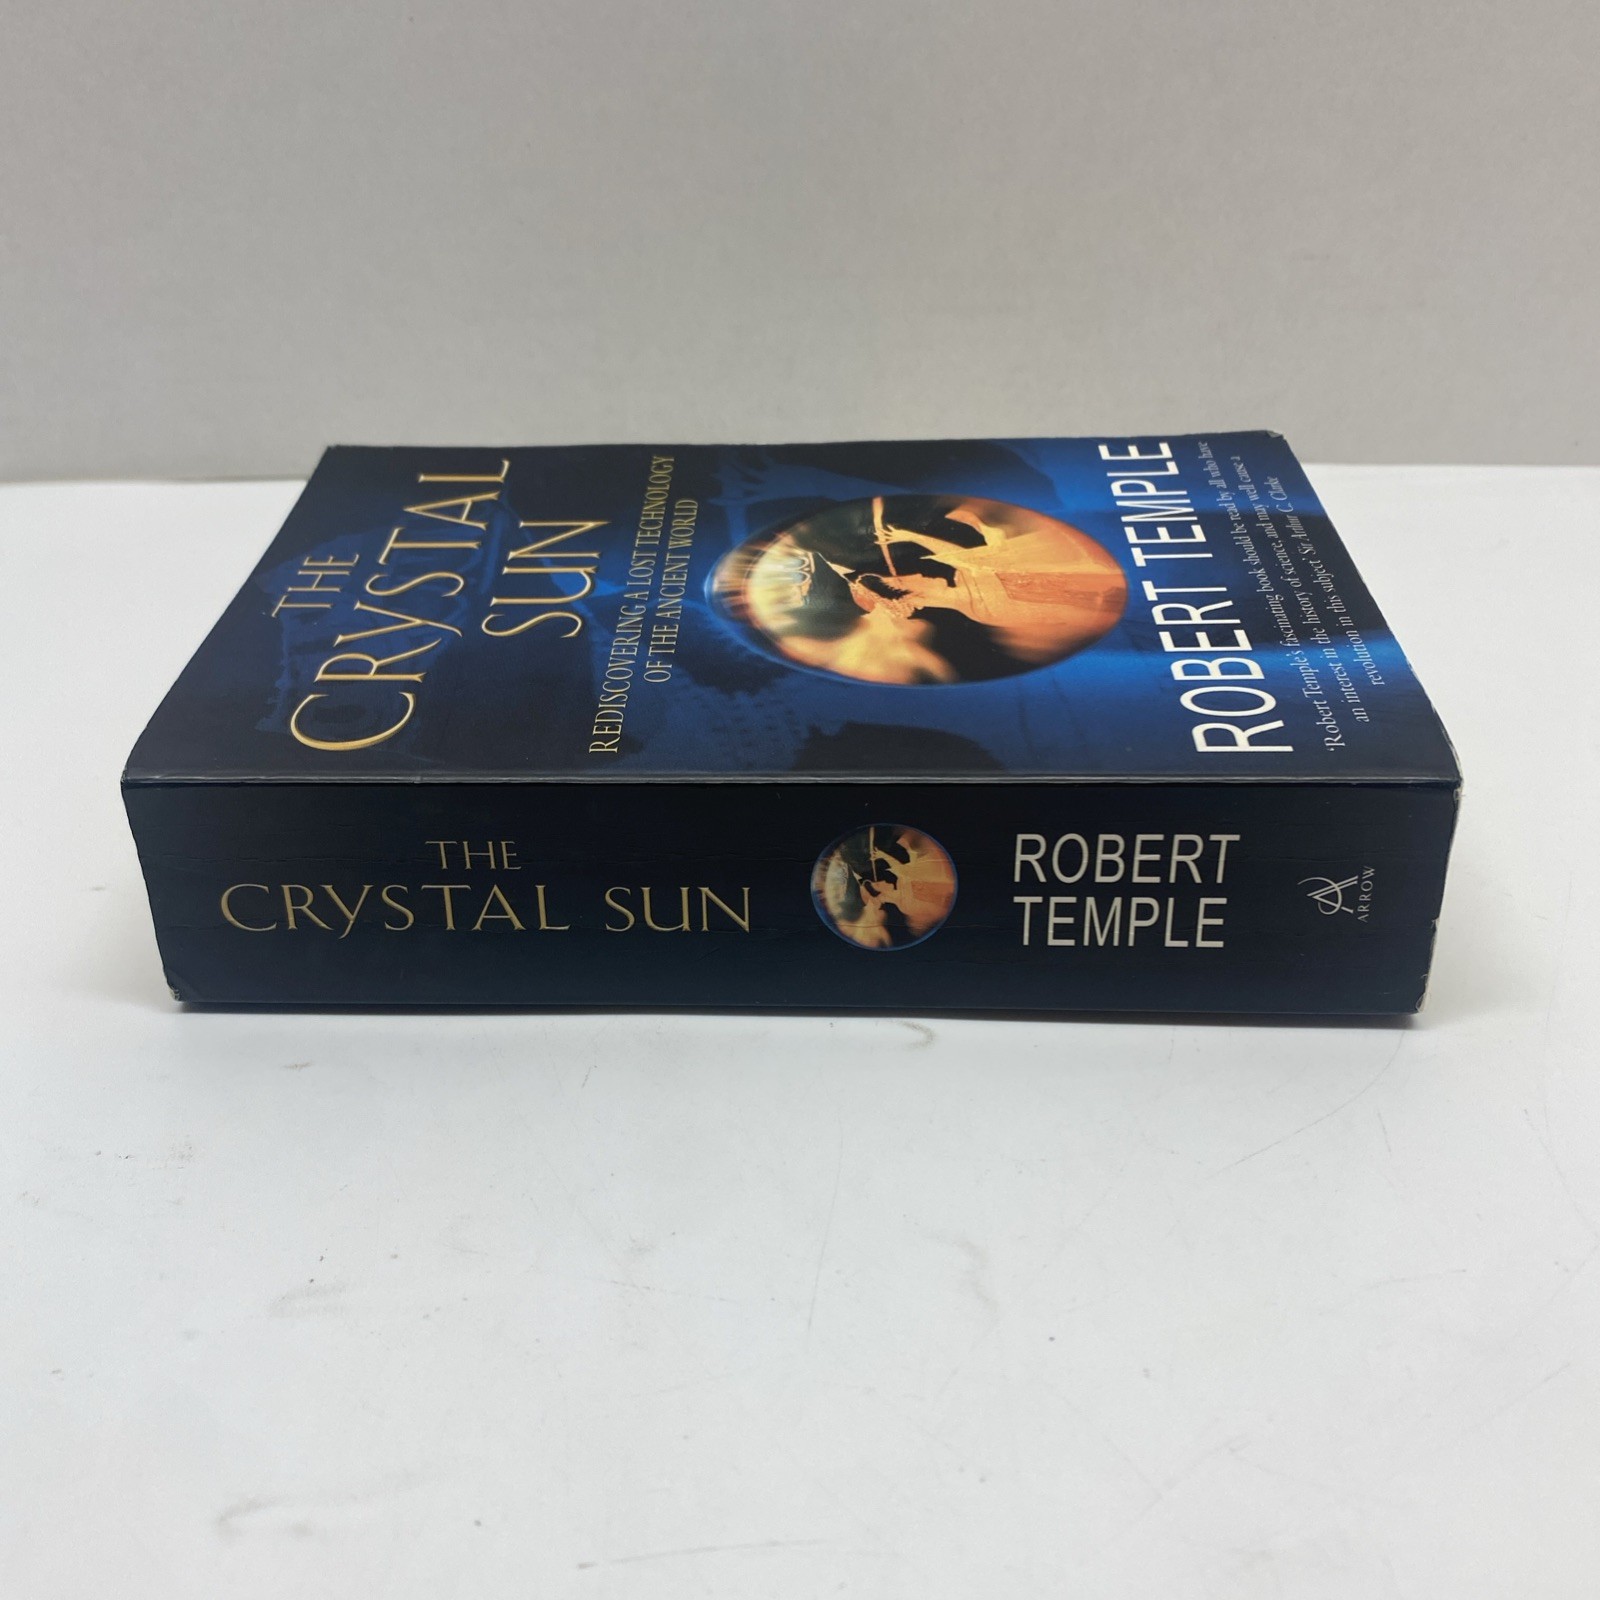 THE
CRYSTAL
SUN
REDISCOVERING A LOST TECHNOLOGY
OF THE ANCIENT WORLD
ROBERT TEMPLE
'Robert Temple's fascinating book should be read by all who have
an interest in the history of science, and may well cause a
revolution in this subject' Sir Arthur C. Clarke
THE
CRYSTAL SUN
ROBERT
TEMPLE
ARROW